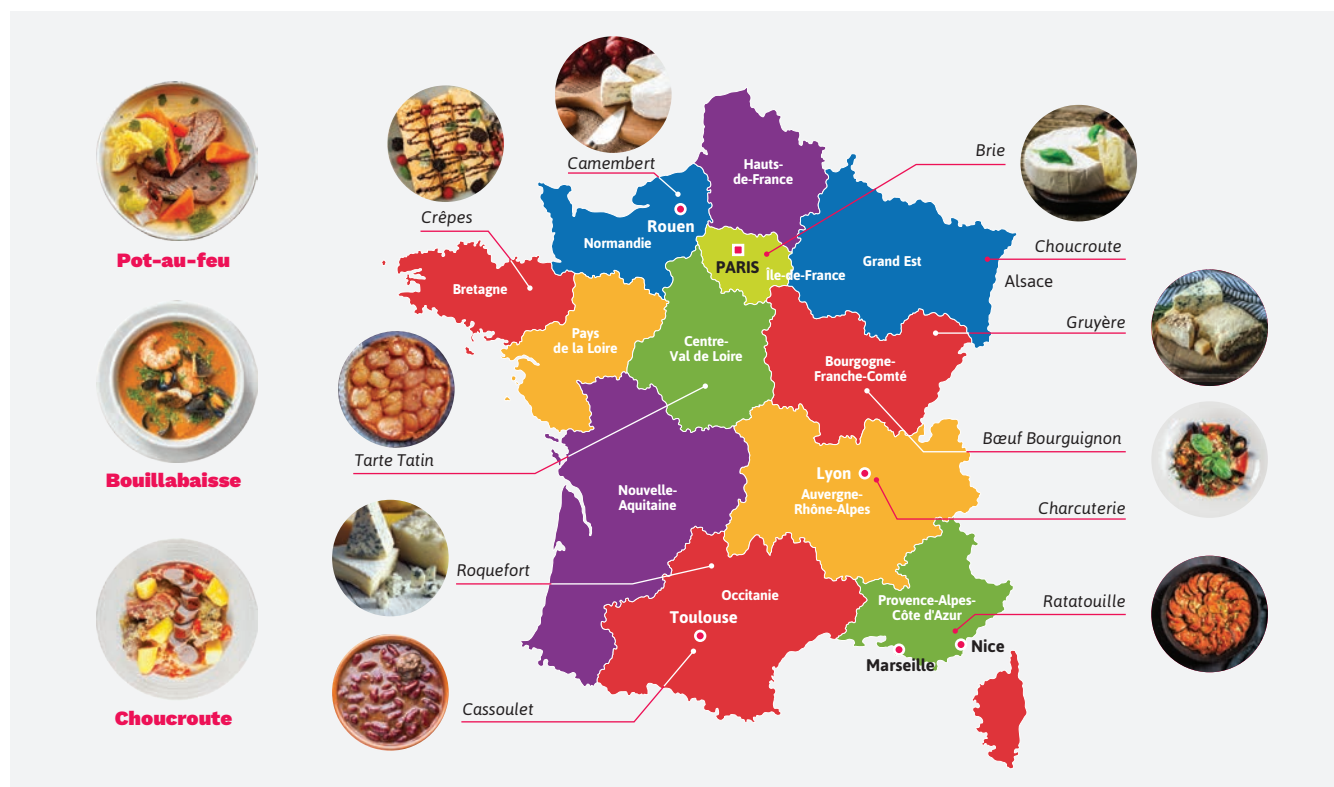 Pot-au-feu
Bouillabaisse
Choucroute
Camembert
Crêpes
Tarte Tatin
Roquefort
Cassoulet
Hauts-
de-France
Rouen
Normandie
PARIS
Île-de-France
Grand Est
Bretagne
Pays
de la Loire
Centre-
Val de Loire
Bourgogne-
Franche-Comté
Nouvelle-
Aquitaine
Lyon
Auvergne-
Rhône-Alpes
Occitanie
Toulouse
Provence-Alpes-
Côte d'Azur
Marseille
Nice
Brie
Choucroute
Alsace
Gruyère
Bœuf Bourguignon
Charcuterie
Ratatouille